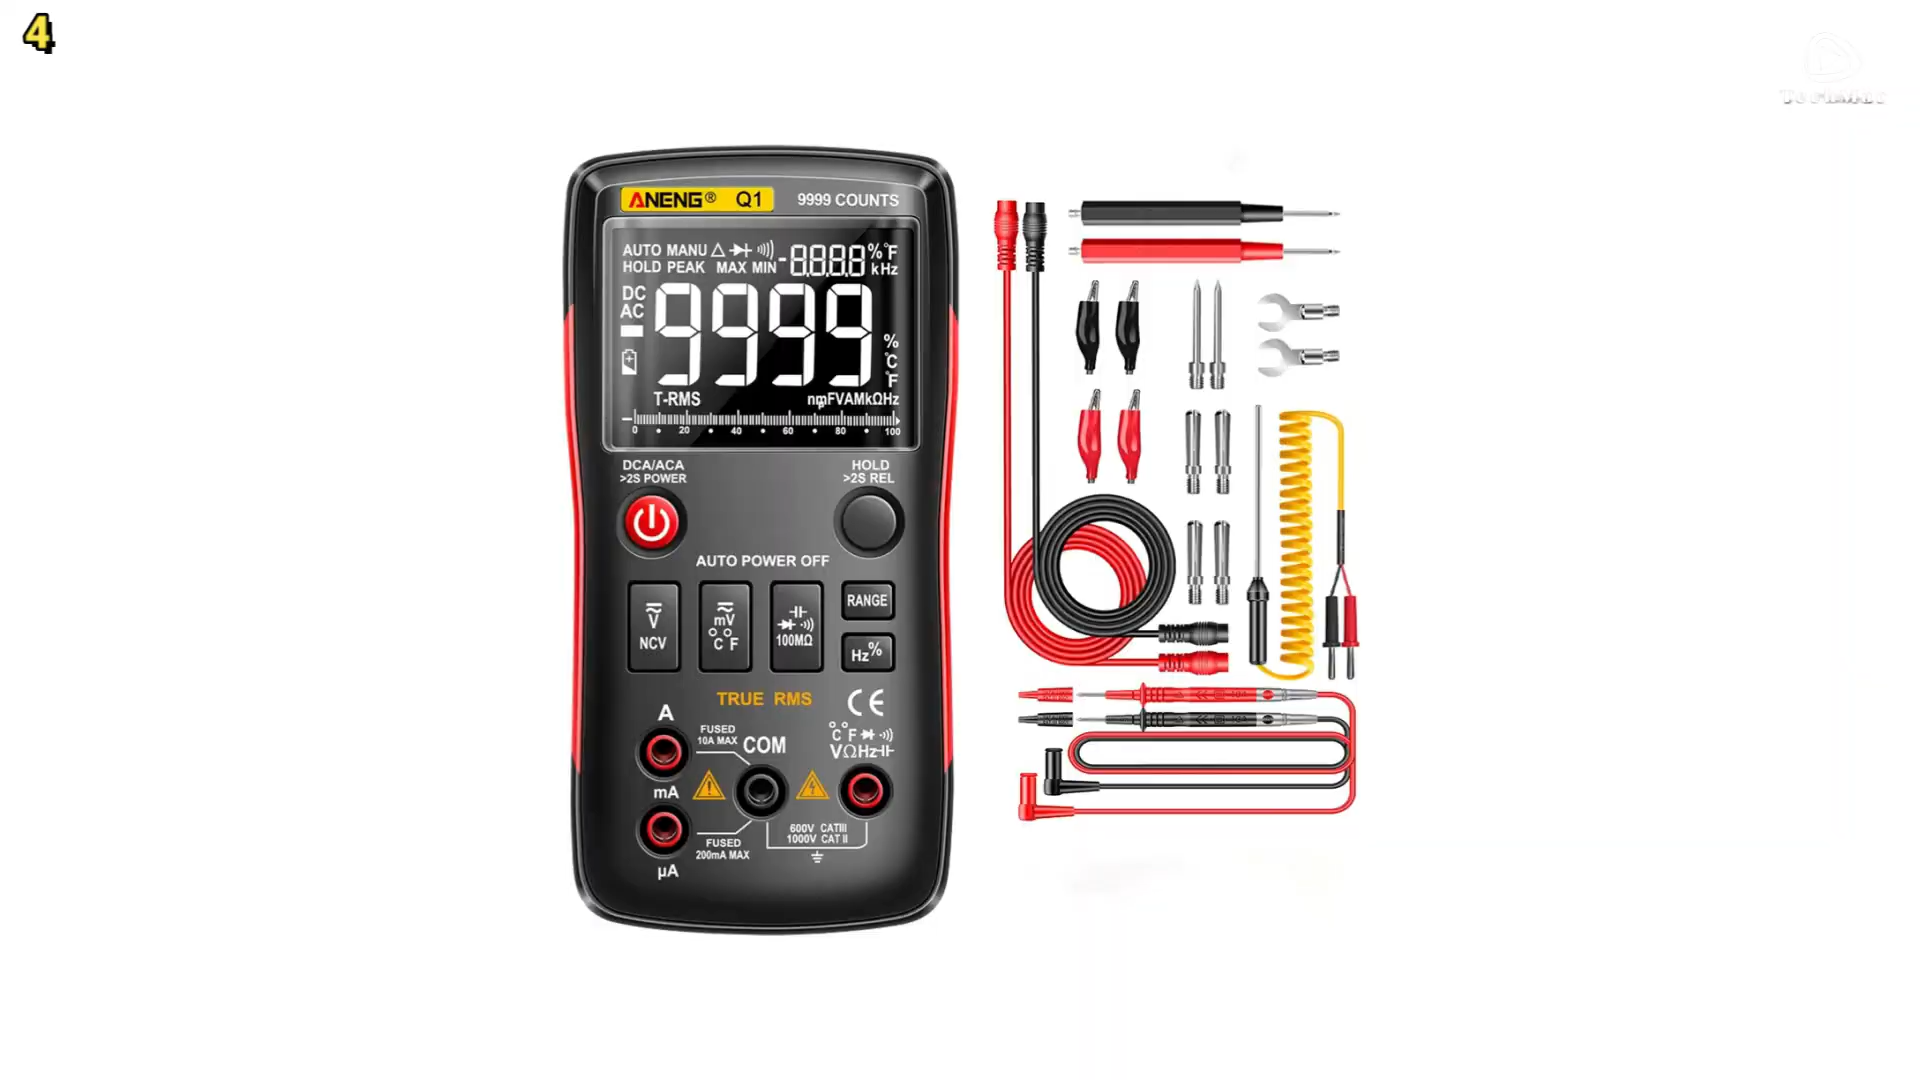 4
ANENG® Q1 9999 COUNTS
AUTO MANU
HOLD PEAK MAX MIN -8.8.8.8 %°F kHz
DC
AC
9999
%
°C
°F
T-RMS nmFVAMkΩHz
0 20 40 60 80 100
DCA/ACA HOLD
>2S POWER >2S REL
AUTO POWER OFF
V mV RANGE
NCV °C °F 100MΩ
Hz%
TRUE RMS CE
A FUSED
10A MAX COM °C °F
VΩHz
mA
600V CATIII
1000V CAT II
FUSED
200mA MAX
µA